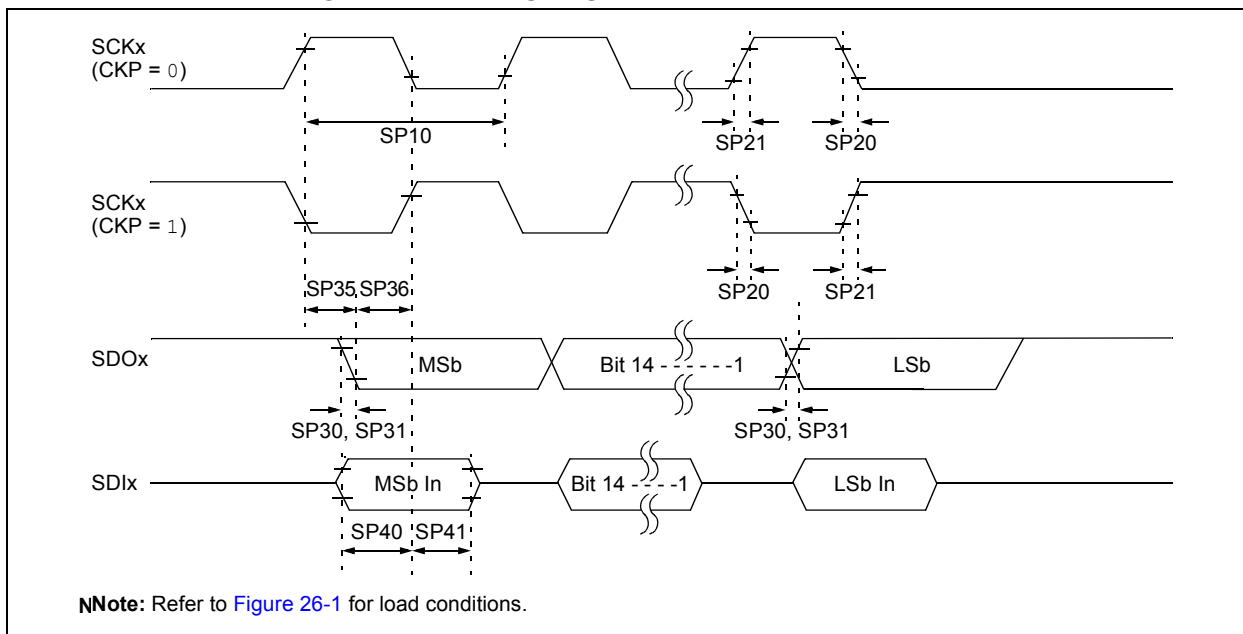 SCKx
(CKP = 0)
SP10
SP21
SP20
SCKx
(CKP = 1)
SP20
SP21
SP35
SP36
SDOx
MSb
Bit 14 - - - - - - -1
LSb
SP30, SP31
SP30, SP31
SDIx
MSb In
Bit 14 - - - - -1
LSb In
SP40
SP41
NNote: Refer to Figure 26-1 for load conditions.